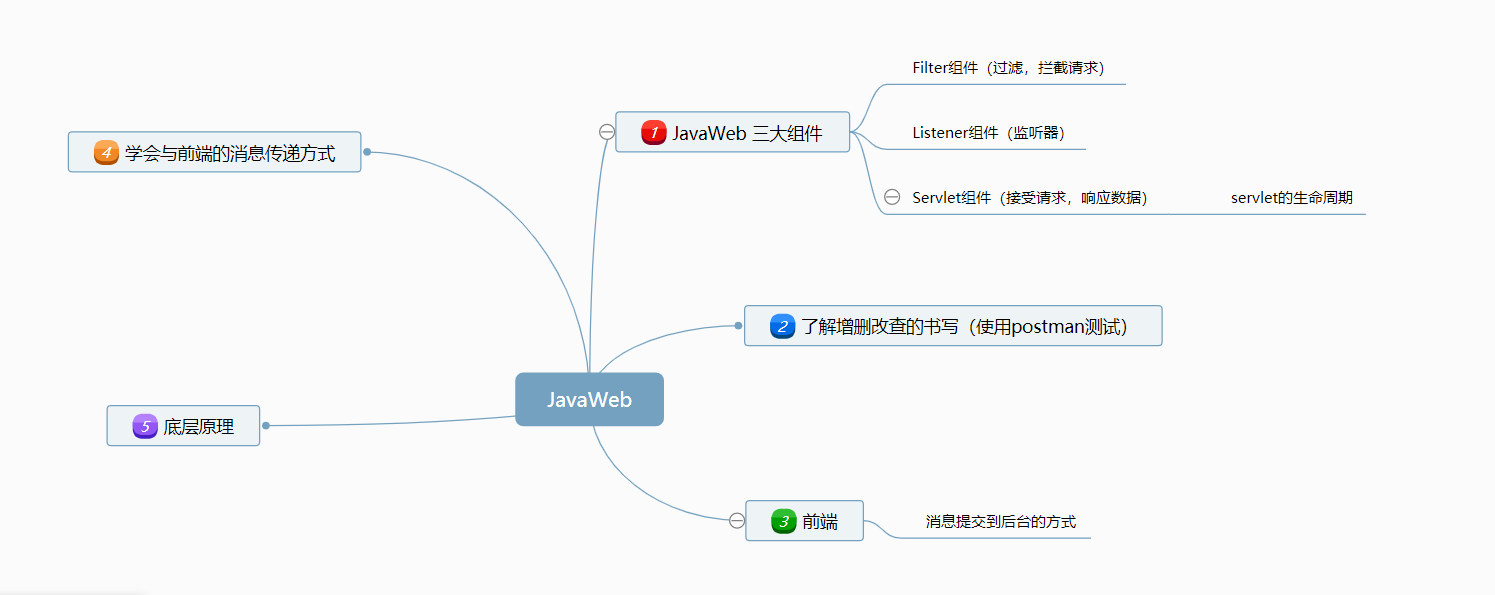 JavaWeb
1 JavaWeb 三大组件
Filter组件（过滤，拦截请求）
Listener组件（监听器）
Servlet组件（接受请求，响应数据）
servlet的生命周期
2 了解增删改查的书写（使用postman测试）
3 前端
消息提交到后台的方式
4 学会与前端的消息传递方式
5 底层原理